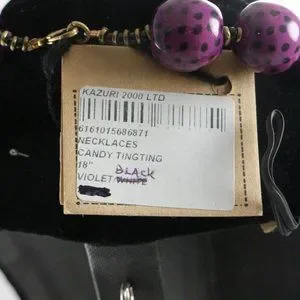 KAZURI 2000 LTD
6161015686871
NECKLACES
CANDY TINGTING
18"
BLACK
VIOLET WHITE